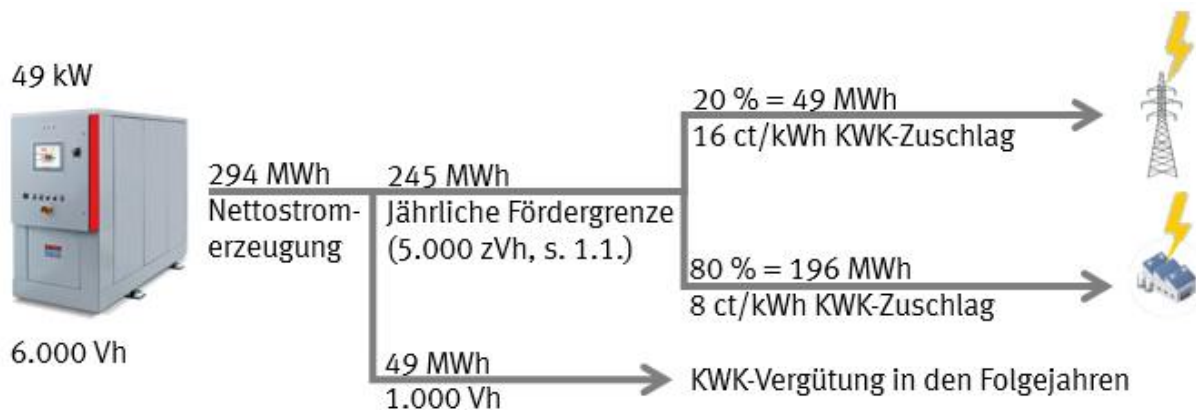 49 kW
6.000 Vh
294 MWh
Nettostrom-
erzeugung
245 MWh
Jährliche Fördergrenze
(5.000 zVh, s. 1.1.)
20 % = 49 MWh
16 ct/kWh KWK-Zuschlag
80 % = 196 MWh
8 ct/kWh KWK-Zuschlag
49 MWh
1.000 Vh
KWK-Vergütung in den Folgejahren